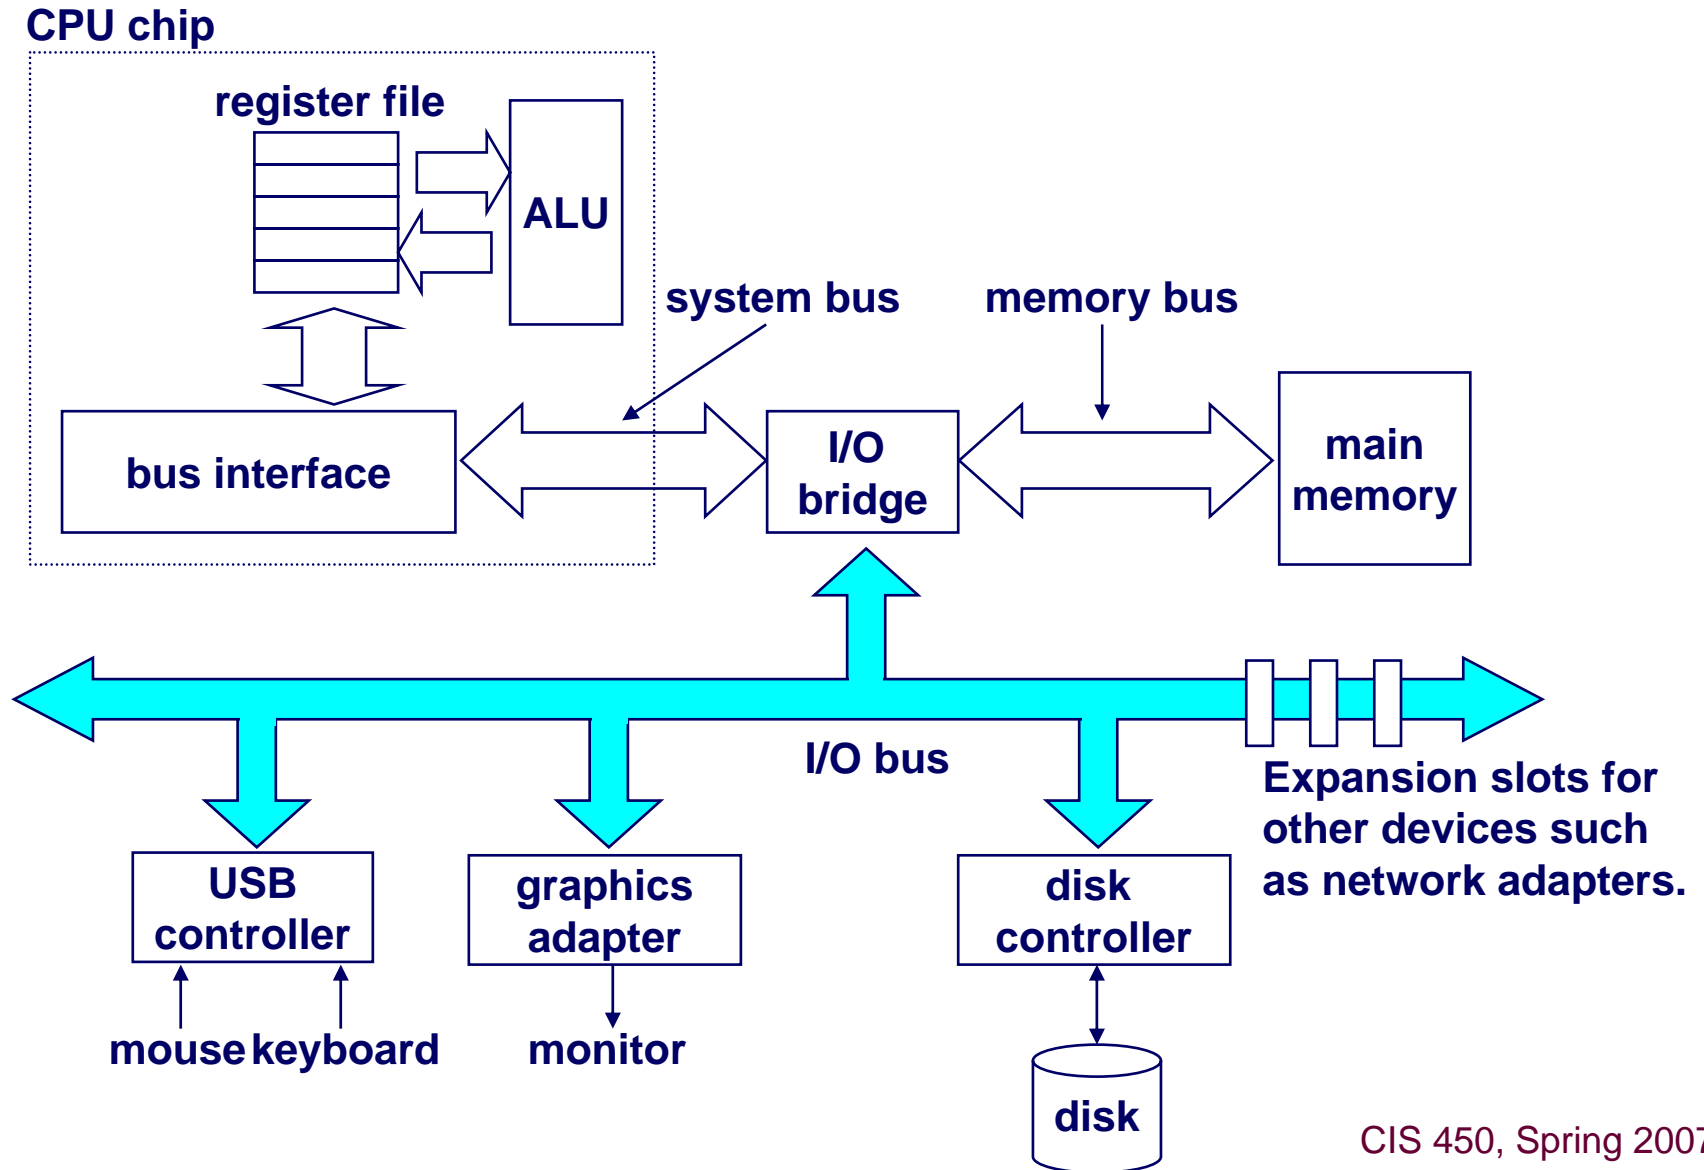 CPU chip
register file
ALU
system bus
memory bus
bus interface
I/O
bridge
main
memory
I/O bus
Expansion slots for
other devices such
as network adapters.
USB
controller
graphics
adapter
disk
controller
mouse
keyboard
monitor
disk
CIS 450, Spring 2007